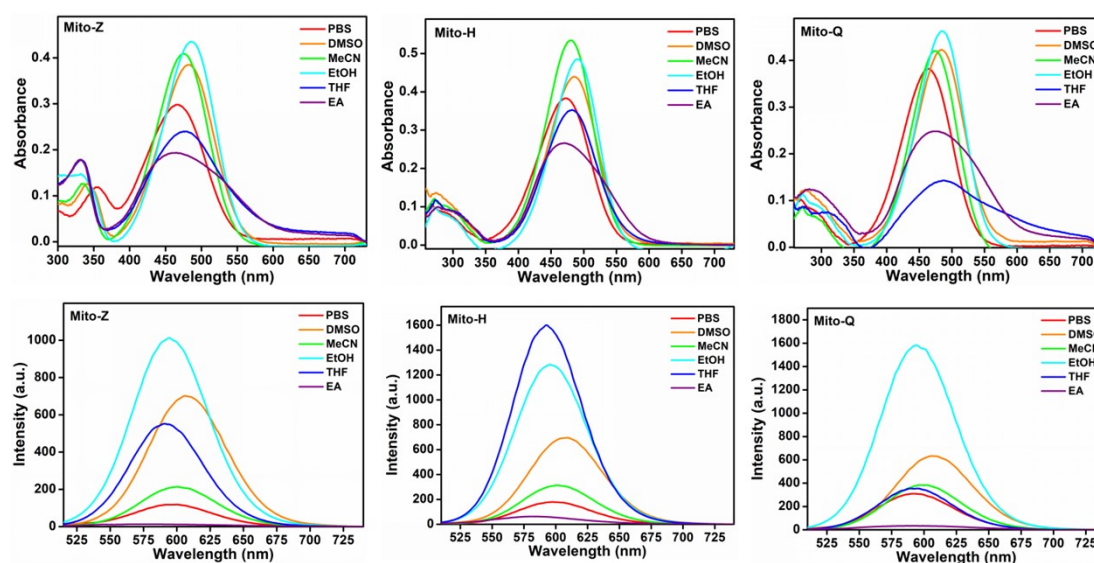 Mito-Z
PBS
DMSO
MeCN
EtOH
THF
EA
Absorbance
0.4
0.3
0.2
0.1
0.0
300 350 400 450 500 550 600 650 700
Wavelength (nm)
Mito-H
PBS
DMSO
MeCN
EtOH
THF
EA
Absorbance
0.5
0.4
0.3
0.2
0.1
0.0
300 350 400 450 500 550 600 650 700
Wavelength (nm)
Mito-Q
PBS
DMSO
MeCN
EtOH
THF
EA
Absorbance
0.4
0.3
0.2
0.1
0.0
300 350 400 450 500 550 600 650 700
Wavelength (nm)
Mito-Z
PBS
DMSO
MeCN
EtOH
THF
EA
Intensity (a.u.)
1000
800
600
400
200
0
525 550 575 600 625 650 675 700 725
Wavelength (nm)
Mito-H
PBS
DMSO
MeCN
EtOH
THF
EA
Intensity (a.u.)
1600
1400
1200
1000
800
600
400
200
0
525 550 575 600 625 650 675 700 725
Wavelength (nm)
Mito-Q
PBS
DMSO
MeCN
EtOH
THF
EA
Intensity (a.u.)
1800
1600
1400
1200
1000
800
600
400
200
0
525 550 575 600 625 650 675 700 725
Wavelength (nm)